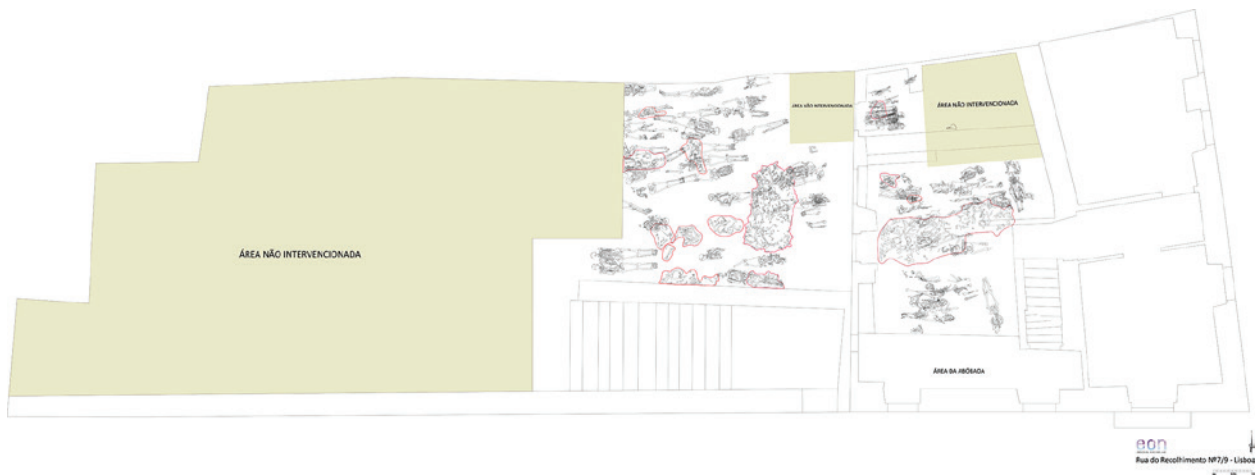 ÁREA NÃO INTERVENCIONADA
ÁREA NÃO INTERVENCIONADA
ÁREA NÃO INTERVENCIONADA
ÁREA DA ABÓBADA
eon
Rua do Recolhimento Nº7/9 - Lisboa